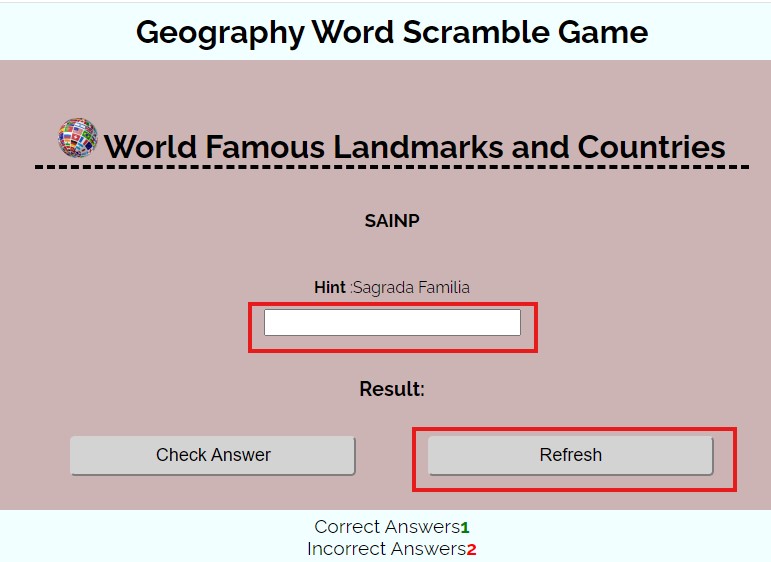 Geography Word Scramble Game
World Famous Landmarks and Countries
SAINP
Hint :Sagrada Familia
Result:
Check Answer
Refresh
Correct Answers1
Incorrect Answers2